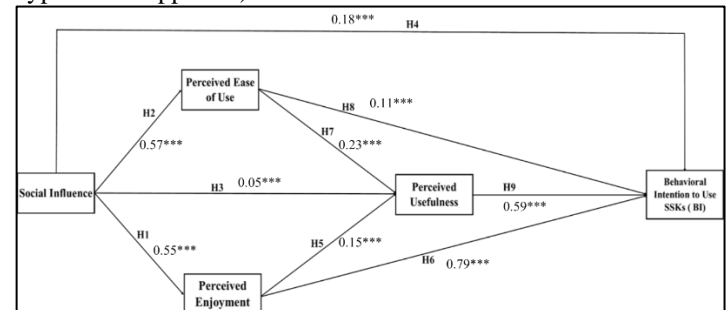 0.18*** H4
Perceived Ease
of Use
H2
H8 0.11***
H7
0.57***
0.23***
Social Influence
H3 0.05***
Perceived
Usefulness
H9
0.59***
Behavioral
Intention to Use
SSKs ( BI)
H1
0.55***
H5 0.15***
H6 0.79***
Perceived
Enjoyment